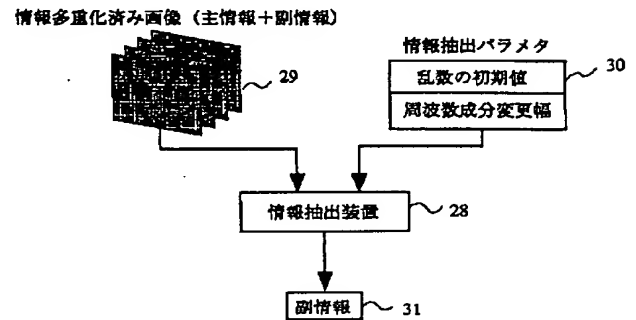 情報多重化済み画像（主情報＋副情報）
29
情報抽出パラメタ
乱数の初期値
周波数成分変更幅
30
情報抽出装置
28
副情報
31